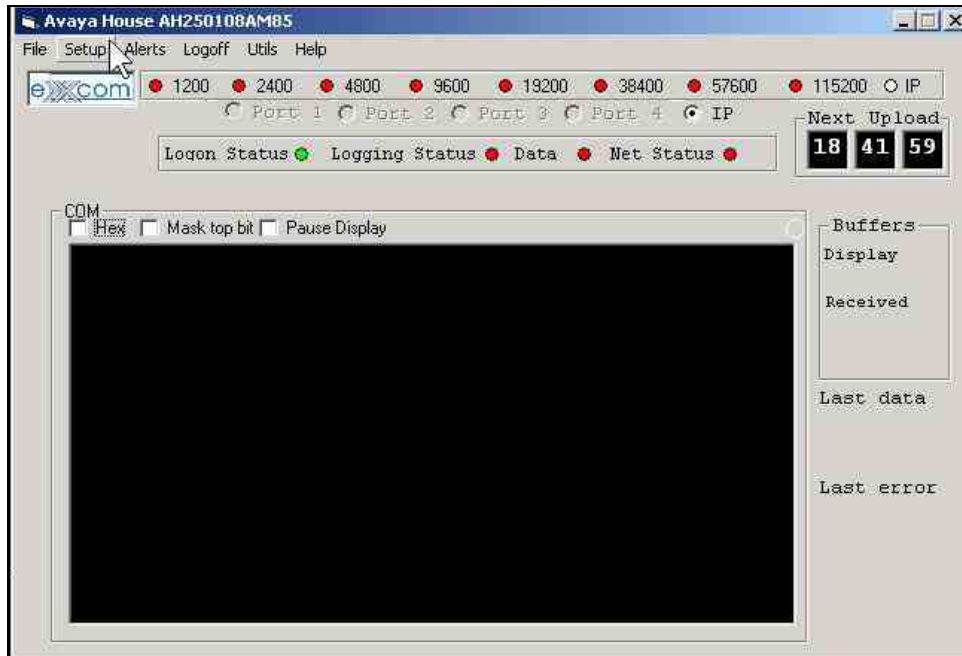 Avaya House AH250108AM85
File Setup Alerts Logoff Utils Help
e)))(com 1200 2400 4800 9600 19200 38400 57600 115200 IP
Port 1 Port 2 Port 3 Port 4 IP
Next Upload
18 41 59
Logon Status Logging Status Data Net Status
COM
Hex Mask top bit Pause Display
Buffers
Display
Received
Last data
Last error